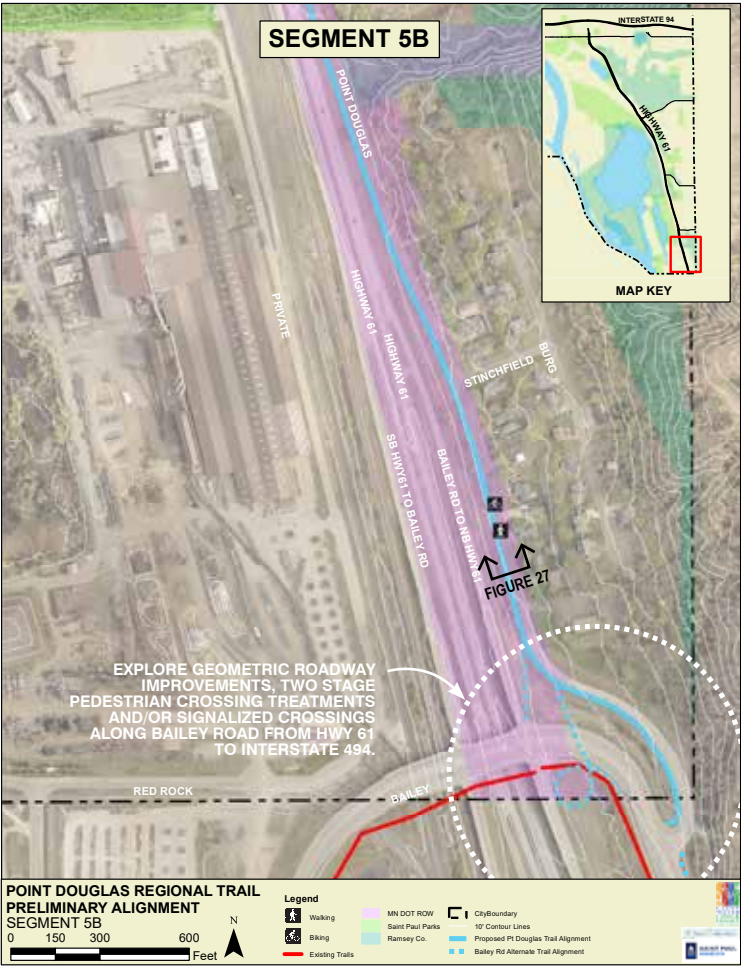 SEGMENT 5B
INTERSTATE 94
HIGHWAY 61
MAP KEY
POINT DOUGLAS
PRIVATE
HIGHWAY 61
HIGHWAY 61
STINCHFIELD
BURG
SB HWY61 TO BAILEY RD
BAILEY RD TO NB HWY61
FIGURE 27
EXPLORE GEOMETRIC ROADWAY
IMPROVEMENTS, TWO STAGE
PEDESTRIAN CROSSING TREATMENTS
AND/OR SIGNALIZED CROSSINGS
ALONG BAILEY ROAD FROM HWY 61
TO INTERSTATE 494.
RED ROCK
BAILEY
POINT DOUGLAS REGIONAL TRAIL
PRELIMINARY ALIGNMENT
SEGMENT 5B
0 150 300 600
Feet
N
Legend
Walking
Biking
Existing Trails
MN DOT ROW
Saint Paul Parks
Ramsey Co.
CityBoundary
10' Contour Lines
Proposed Pt Douglas Trail Alignment
Bailey Rd Alternate Trail Alignment
SAINT PAUL